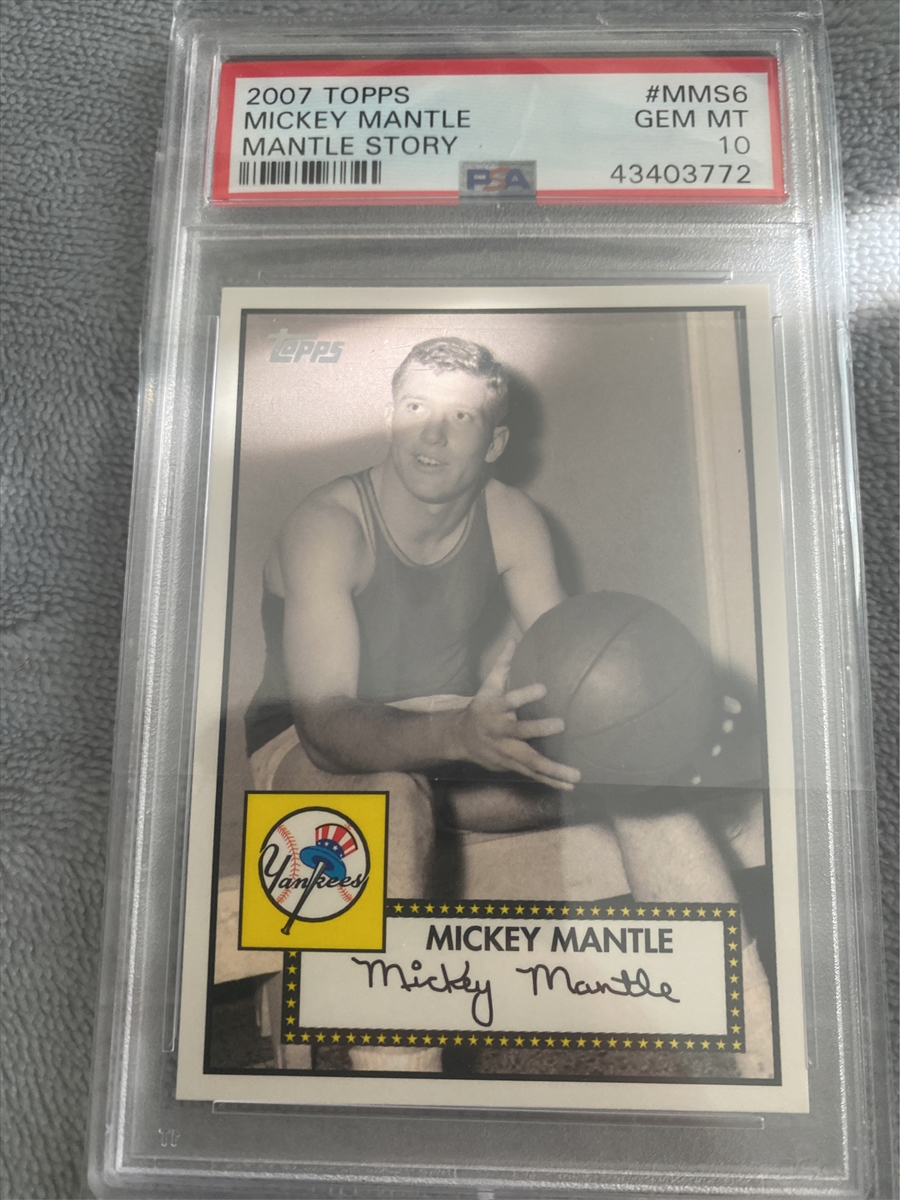 2007 TOPPS #MMS6
MICKEY MANTLE GEM MT
MANTLE STORY 10
PSA 43403772
Topps
Yankees
MICKEY MANTLE
Mickey Mantle